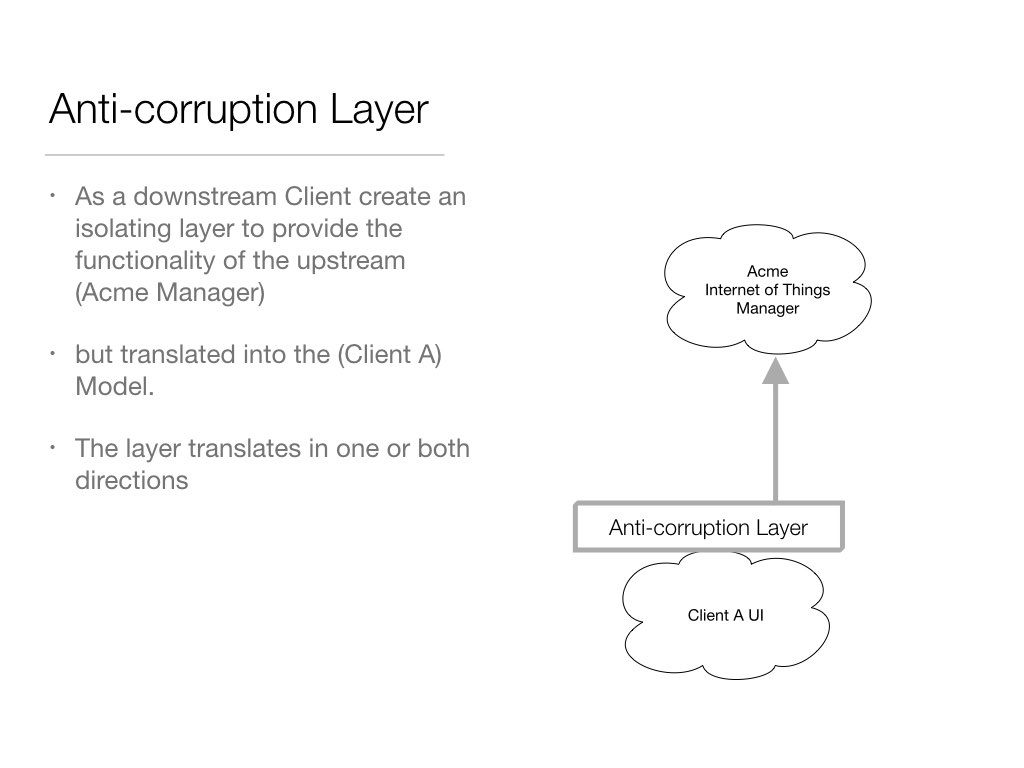 Anti-corruption Layer
• As a downstream Client create an
isolating layer to provide the
functionality of the upstream
(Acme Manager)
• but translated into the (Client A)
Model.
• The layer translates in one or both
directions
Acme
Internet of Things
Manager
Anti-corruption Layer
Client A UI